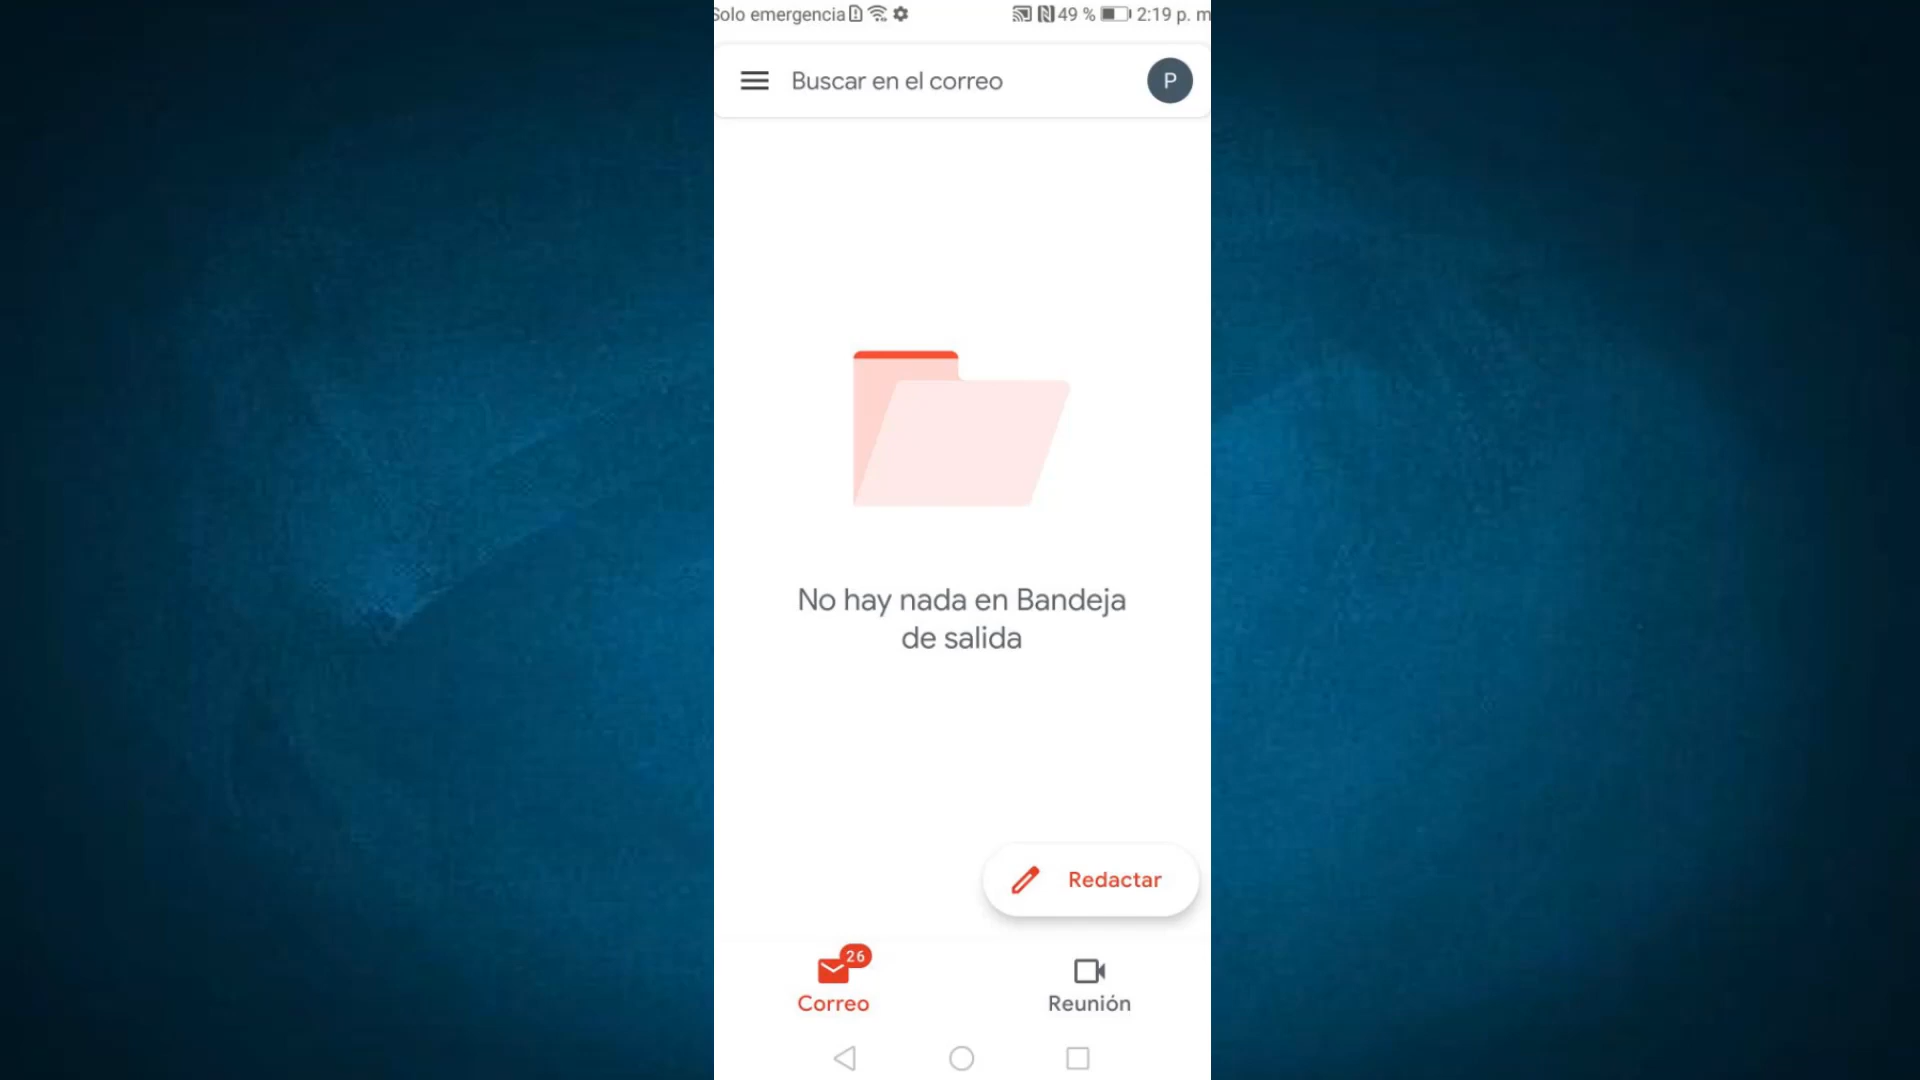 Solo emergencia 49 % 2:19 p. m
Buscar en el correo P
No hay nada en Bandeja
de salida
Redactar
26
Correo Reunión